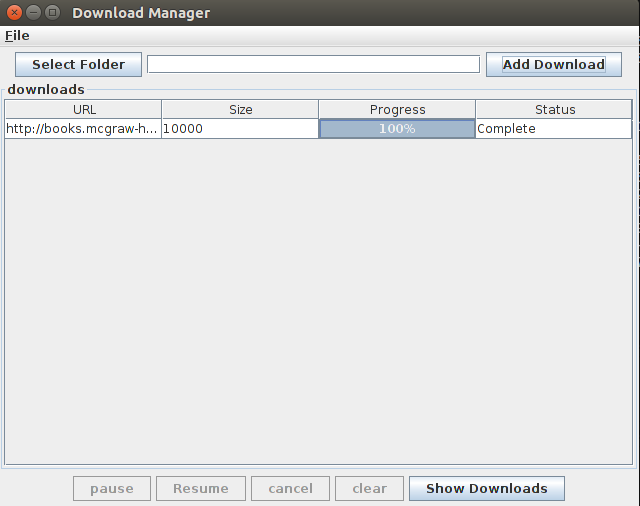 Download Manager
File
Select Folder Add Download
downloads
URL Size Progress Status
http://books.mcgraw-h... 10000 100% Complete
pause Resume cancel clear Show Downloads